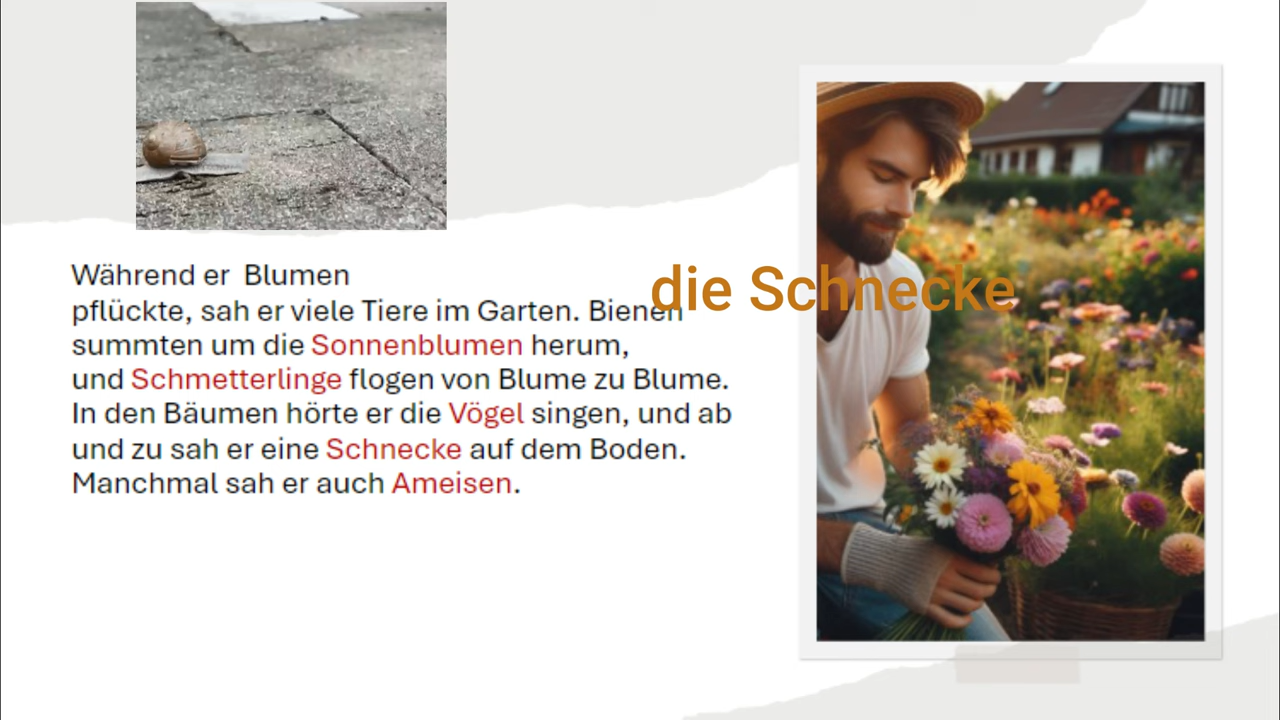 Während er  Blumen
pflückte, sah er viele Tiere im Garten. Bienen
summten um die Sonnenblumen herum,
und Schmetterlinge flogen von Blume zu Blume.
In den Bäumen hörte er die Vögel singen, und ab
und zu sah er eine Schnecke auf dem Boden.
Manchmal sah er auch Ameisen.
die Schnecke